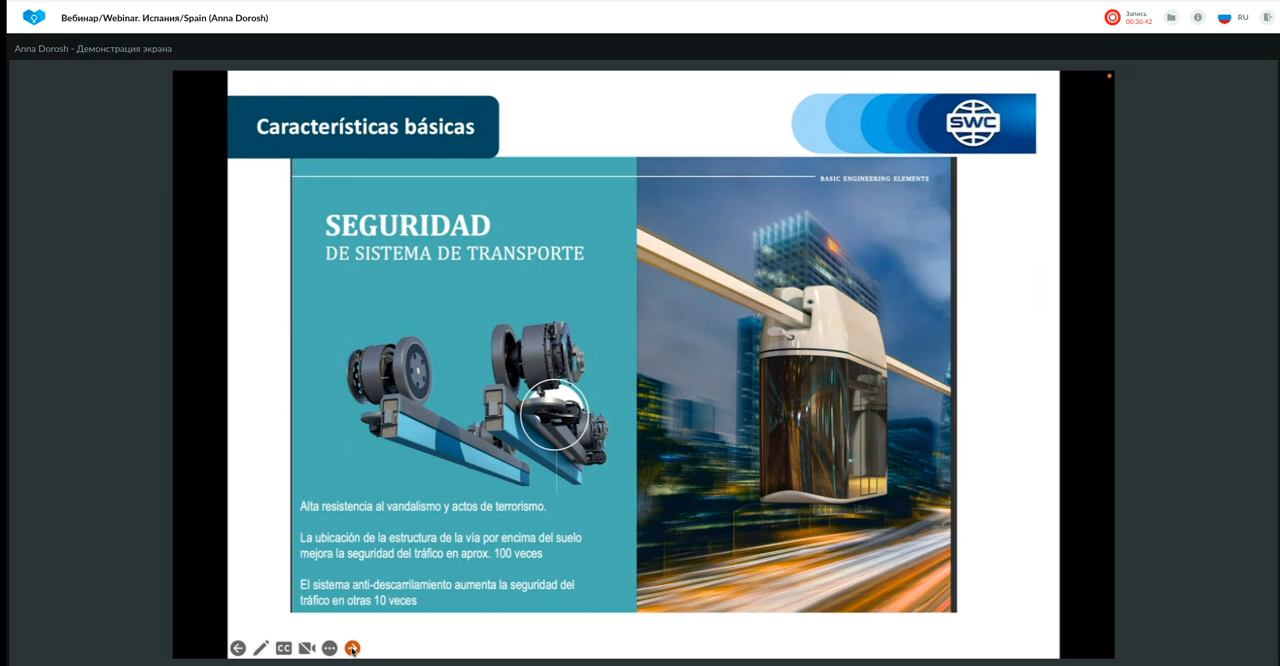 Вебинар/Webinar. Испания/Spain (Anna Dorosh)
Запись
00:36:42
RU
Anna Dorosh - Демонстрация экрана
Características básicas
SWC
BASIC ENGINEERING ELEMENTS
SEGURIDAD
DE SISTEMA DE TRANSPORTE
Alta resistencia al vandalismo y actos de terrorismo.
La ubicación de la estructura de la vía por encima del suelo
mejora la seguridad del tráfico en aprox. 100 veces
El sistema anti-descarrilamiento aumenta la seguridad del
tráfico en otras 10 veces
CC